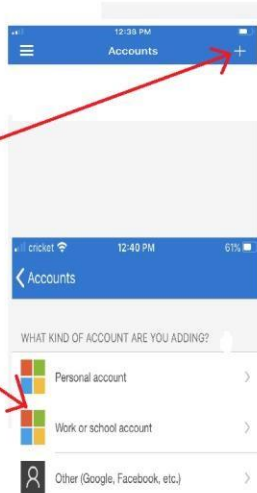 12:38 PM
Accounts +
cricket 12:40 PM 61%
Accounts
WHAT KIND OF ACCOUNT ARE YOU ADDING?
Personal account
Work or school account
Other (Google, Facebook, etc.)